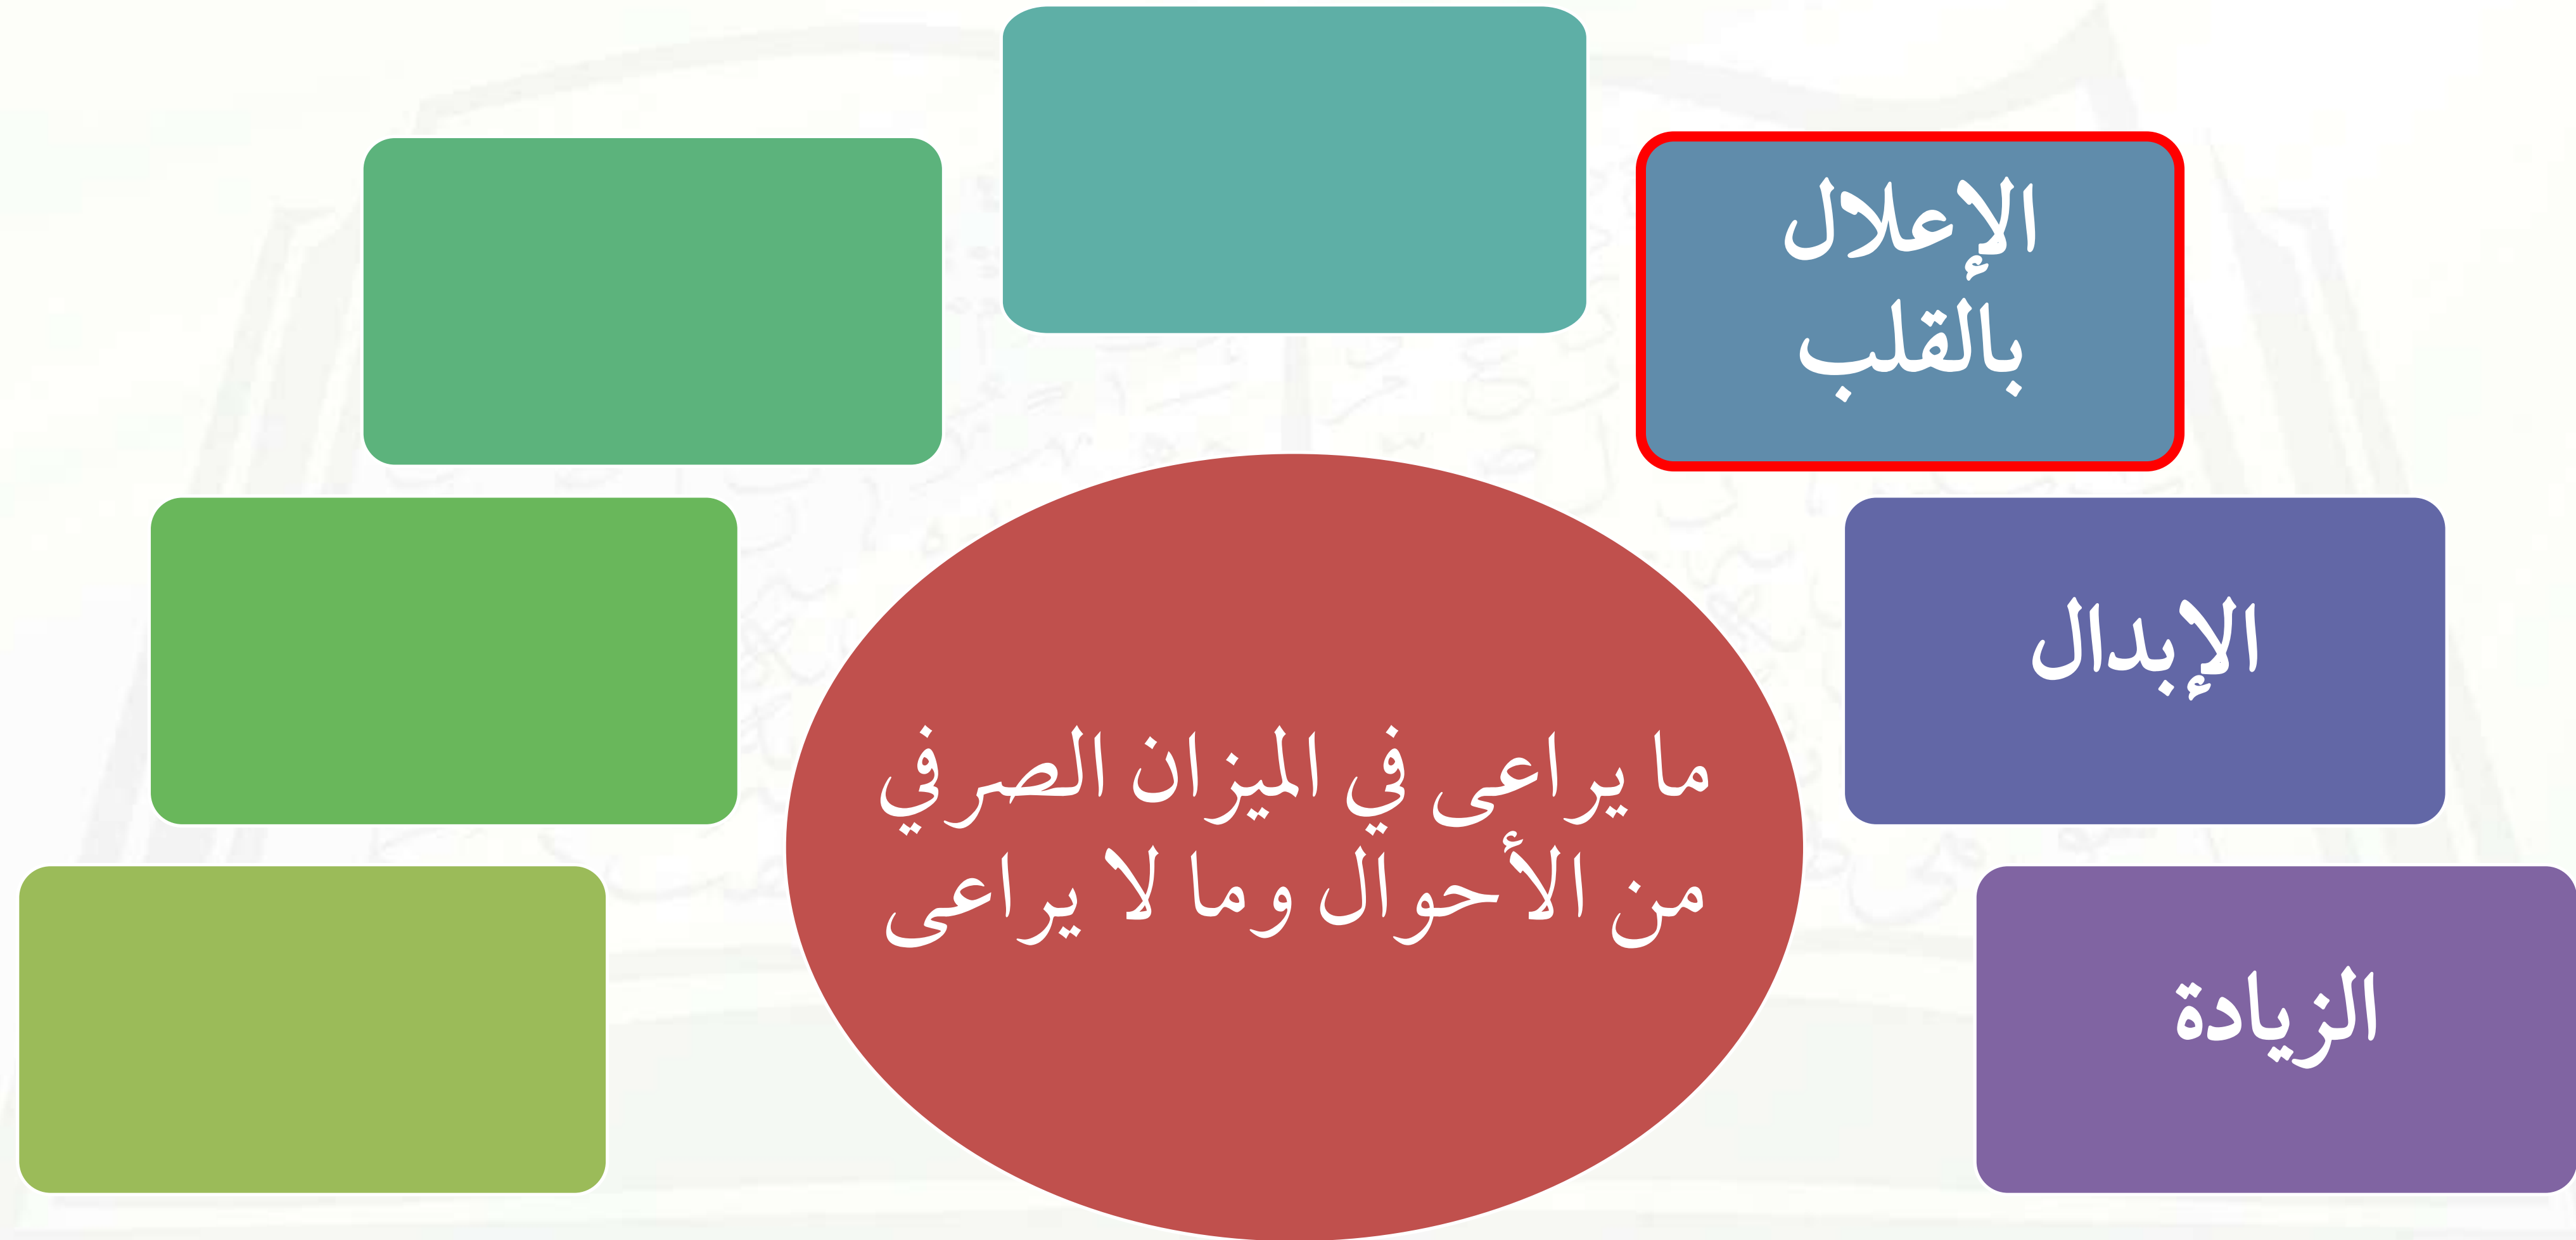 الإعلال
بالقلب
الإبدال
الزيادة
ما يراعى في الميزان الصرفي
من الأحوال وما لا يراعى